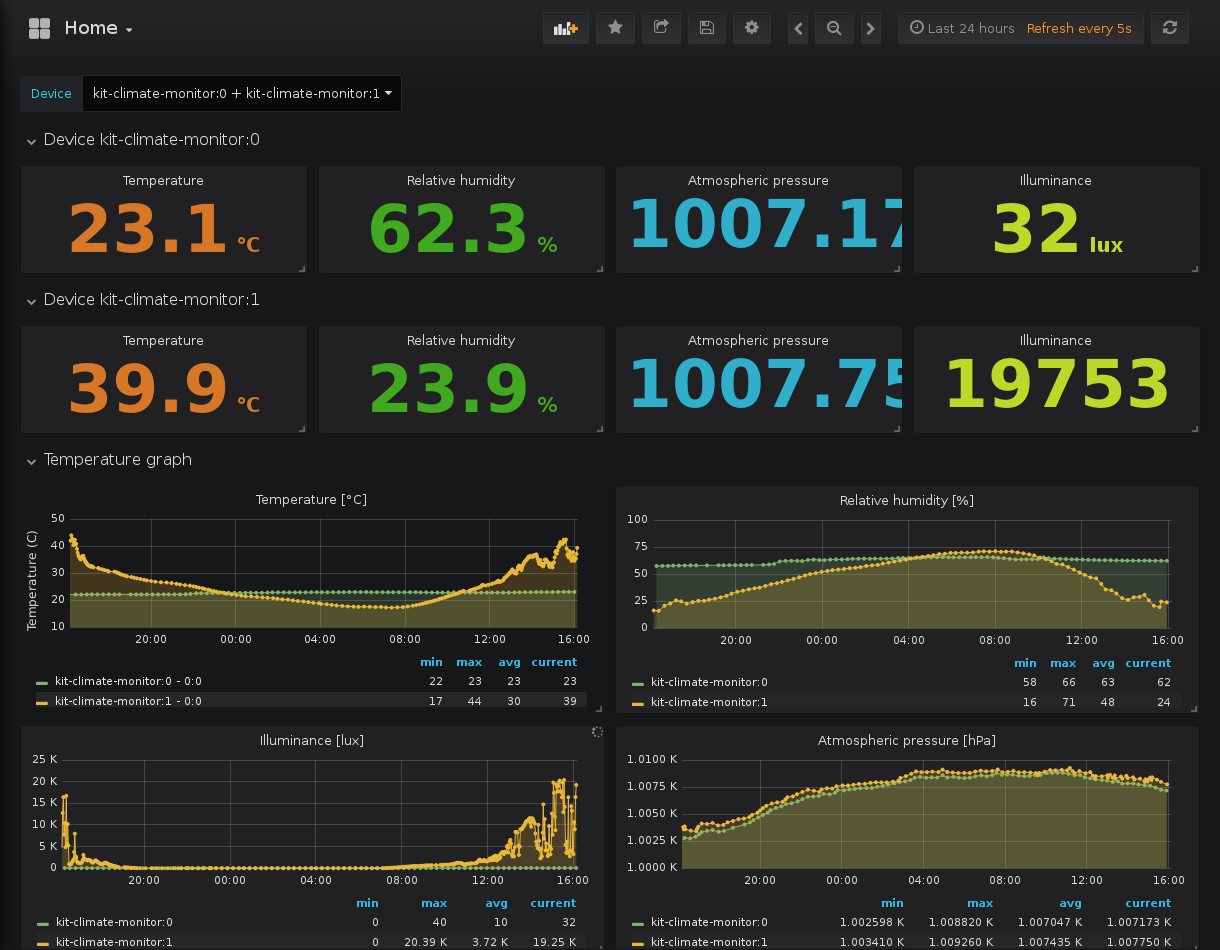 Home
Last 24 hours Refresh every 5s
Device kit-climate-monitor:0 + kit-climate-monitor:1
Device kit-climate-monitor:0
Temperature Relative humidity Atmospheric pressure Illuminance
23.1 °C 62.3 % 1007.17 32 lux
Device kit-climate-monitor:1
Temperature Relative humidity Atmospheric pressure Illuminance
39.9 °C 23.9 % 1007.75 19753
Temperature graph
Temperature [°C]
Temperature (C)
50
40
30
20
10
20:00 00:00 04:00 08:00 12:00 16:00
min max avg current
kit-climate-monitor:0 - 0:0 22 23 23 23
kit-climate-monitor:1 - 0:0 17 44 30 39
Relative humidity [%]
100
75
50
25
0
20:00 00:00 04:00 08:00 12:00 16:00
min max avg current
kit-climate-monitor:0 58 66 63 62
kit-climate-monitor:1 16 71 48 24
Illuminance [lux]
25 K
20 K
15 K
10 K
5 K
0
20:00 00:00 04:00 08:00 12:00 16:00
min max avg current
kit-climate-monitor:0 0 40 10 32
kit-climate-monitor:1 0 20.39 K 3.72 K 19.25 K
Atmospheric pressure [hPa]
1.0100 K
1.0075 K
1.0050 K
1.0025 K
1.0000 K
20:00 00:00 04:00 08:00 12:00 16:00
min max avg current
kit-climate-monitor:0 1.002598 K 1.008820 K 1.007047 K 1.007173 K
kit-climate-monitor:1 1.003410 K 1.009260 K 1.007435 K 1.007750 K